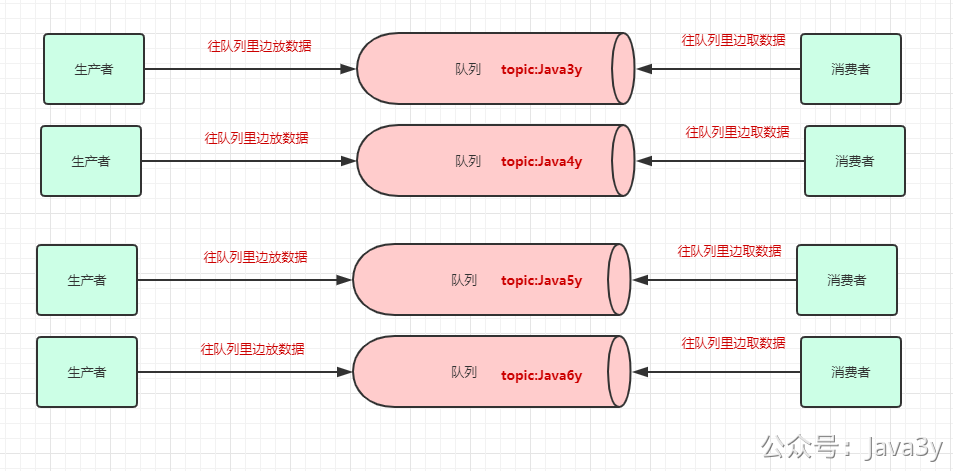 往队列里边放数据
往队列里边取数据
生产者
队列 topic:Java3y
消费者
往队列里边放数据
往队列里边取数据
生产者
队列 topic:Java4y
消费者
往队列里边放数据
往队列里边取数据
生产者
队列 topic:Java5y
消费者
往队列里边放数据
往队列里边取数据
生产者
队列 topic:Java6y
消费者
公众号：Java3y